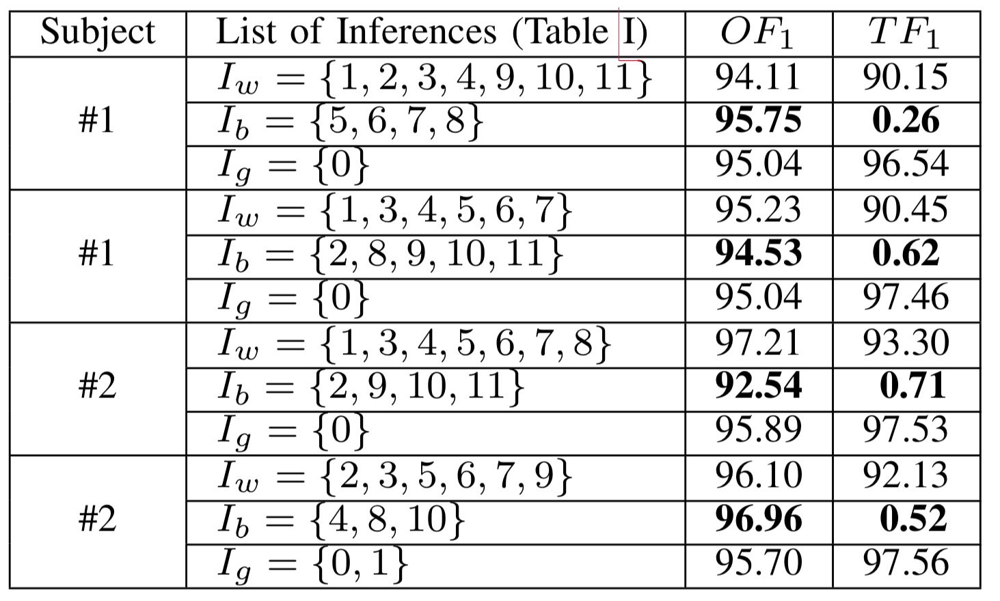 Subject List of Inferences (Table I) OF₁ TF₁
I_w = {1, 2, 3, 4, 9, 10, 11} 94.11 90.15
#1 I_b = {5, 6, 7, 8} 95.75 0.26
I_g = {0} 95.04 96.54
I_w = {1, 3, 4, 5, 6, 7} 95.23 90.45
#1 I_b = {2, 8, 9, 10, 11} 94.53 0.62
I_g = {0} 95.04 97.46
I_w = {1, 3, 4, 5, 6, 7, 8} 97.21 93.30
#2 I_b = {2, 9, 10, 11} 92.54 0.71
I_g = {0} 95.89 97.53
I_w = {2, 3, 5, 6, 7, 9} 96.10 92.13
#2 I_b = {4, 8, 10} 96.96 0.52
I_g = {0, 1} 95.70 97.56